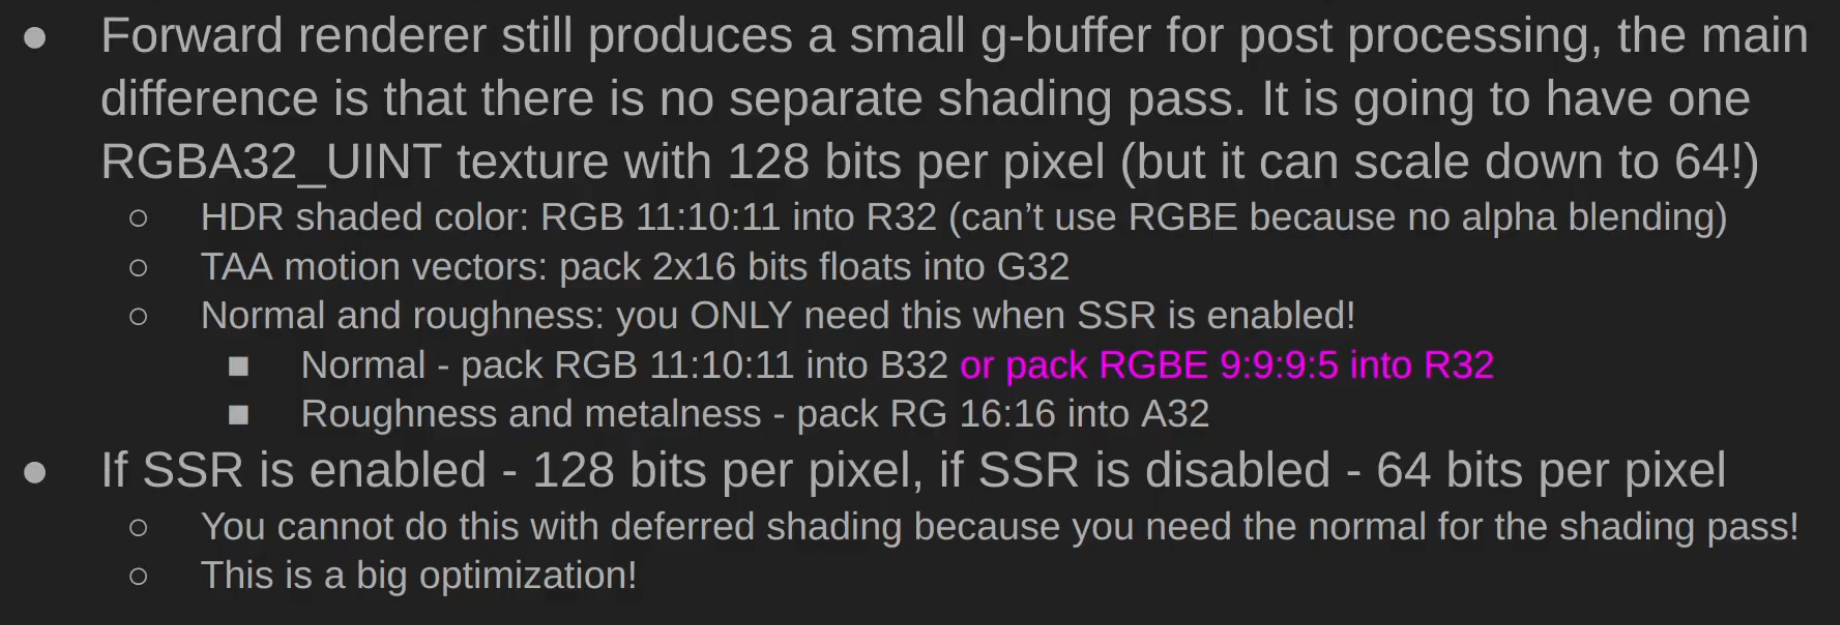 ● Forward renderer still produces a small g-buffer for post processing, the main
difference is that there is no separate shading pass. It is going to have one
RGBA32_UINT texture with 128 bits per pixel (but it can scale down to 64!)
○ HDR shaded color: RGB 11:10:11 into R32 (can’t use RGBE because no alpha blending)
○ TAA motion vectors: pack 2x16 bits floats into G32
○ Normal and roughness: you ONLY need this when SSR is enabled!
■ Normal - pack RGB 11:10:11 into B32 or pack RGBE 9:9:9:5 into R32
■ Roughness and metalness - pack RG 16:16 into A32
● If SSR is enabled - 128 bits per pixel, if SSR is disabled - 64 bits per pixel
○ You cannot do this with deferred shading because you need the normal for the shading pass!
○ This is a big optimization!